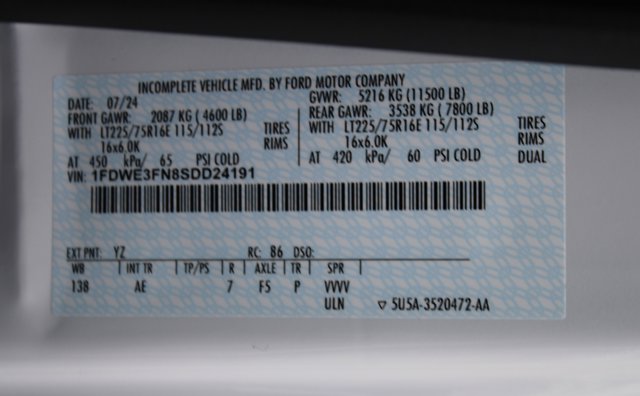 INCOMPLETE VEHICLE MFD. BY FORD MOTOR COMPANY
DATE: 07/24 GVWR: 5216 KG (11500 LB)
FRONT GAWR: 2087 KG (4600 LB) REAR GAWR: 3538 KG (7800 LB)
WITH LT225/75R16E 115/112S TIRES WITH LT225/75R16E 115/112S TIRES
16x6.0K RIMS 16x6.0K RIMS
AT 450 kPa/ 65 PSI COLD AT 420 kPa/ 60 PSI COLD DUAL
VIN: 1FDWE3FN8SDD24191
EXT PNT: YZ RC: 86 DSO:
WB INT TR TP/PS R AXLE TR SPR
138 AE 7 F5 P VVVV
ULN ▽ 5U5A-3520472-AA